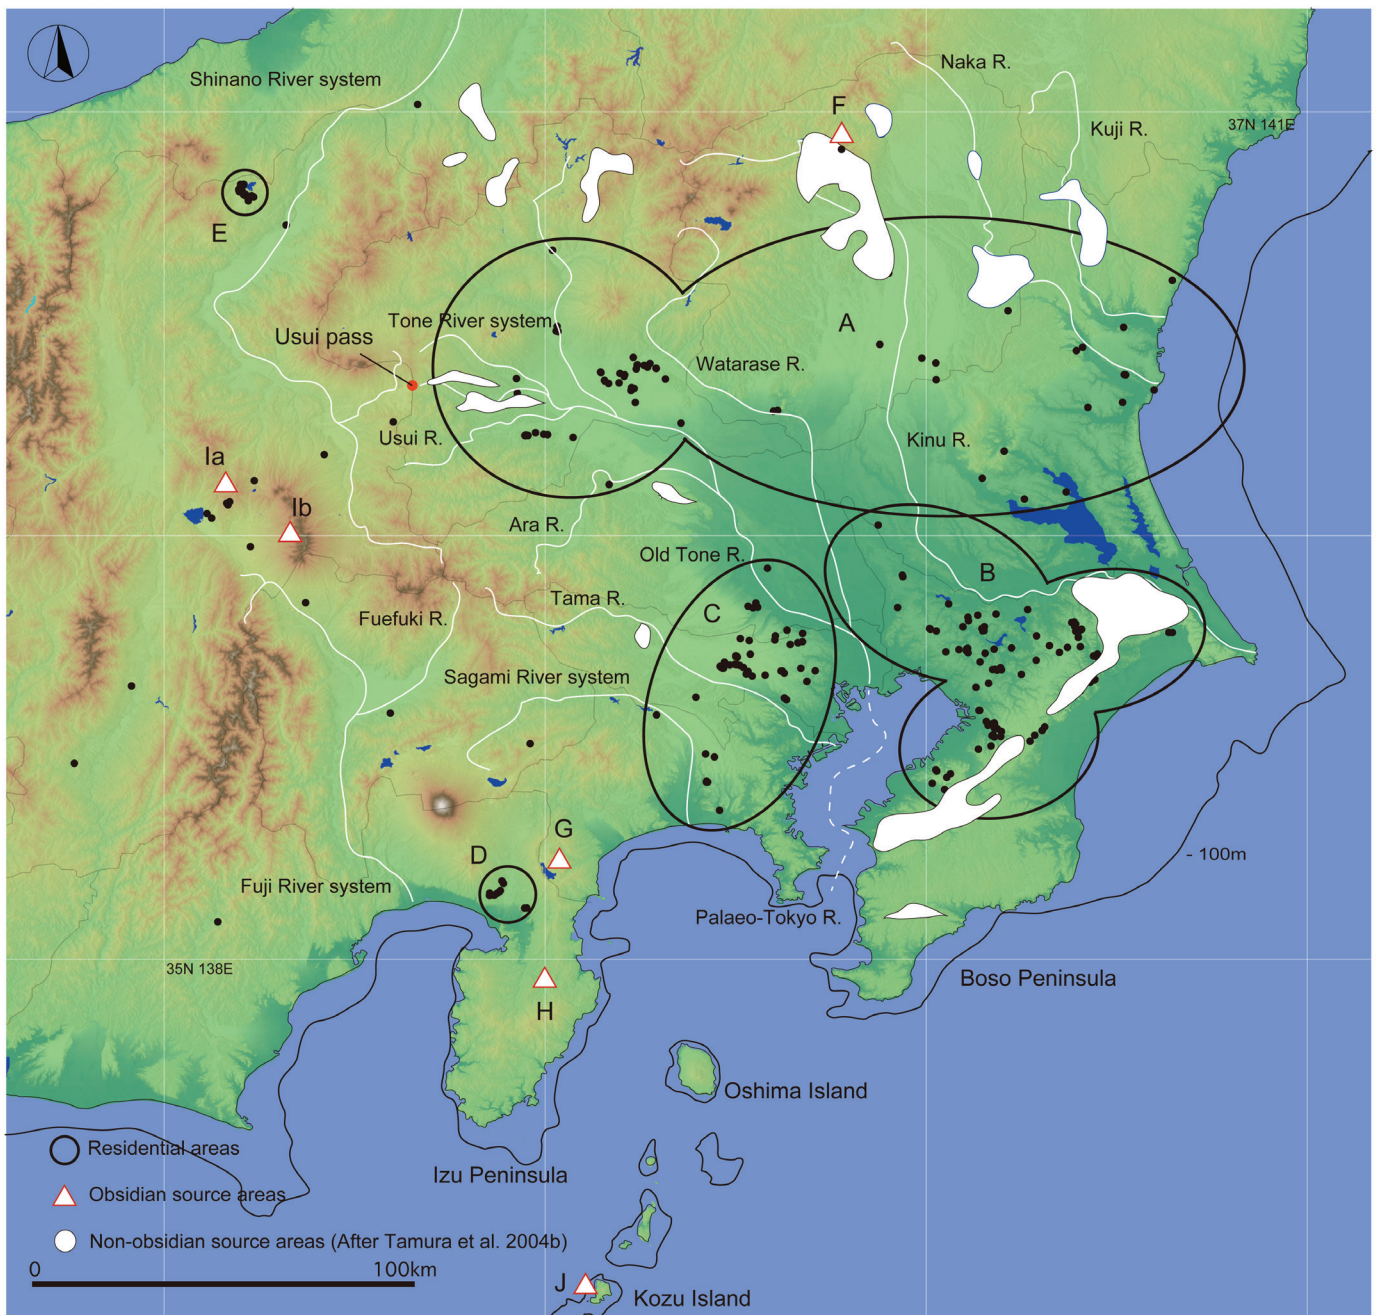 Naka R.
Shinano River system
F
Kuji R.
37N 141E
E
A
Tone River system
Usui pass
Watarase R.
Usui R.
Kinu R.
Ia
Ib
Ara R.
Old Tone R.
B
Tama R.
C
Fuefuki R.
Sagami River system
G
D
- 100m
Fuji River system
Palaeo-Tokyo R.
35N 138E
Boso Peninsula
H
Oshima Island
Residential areas
Izu Peninsula
Obsidian source areas
Non-obsidian source areas (After Tamura et al. 2004b)
0 100km
J
Kozu Island